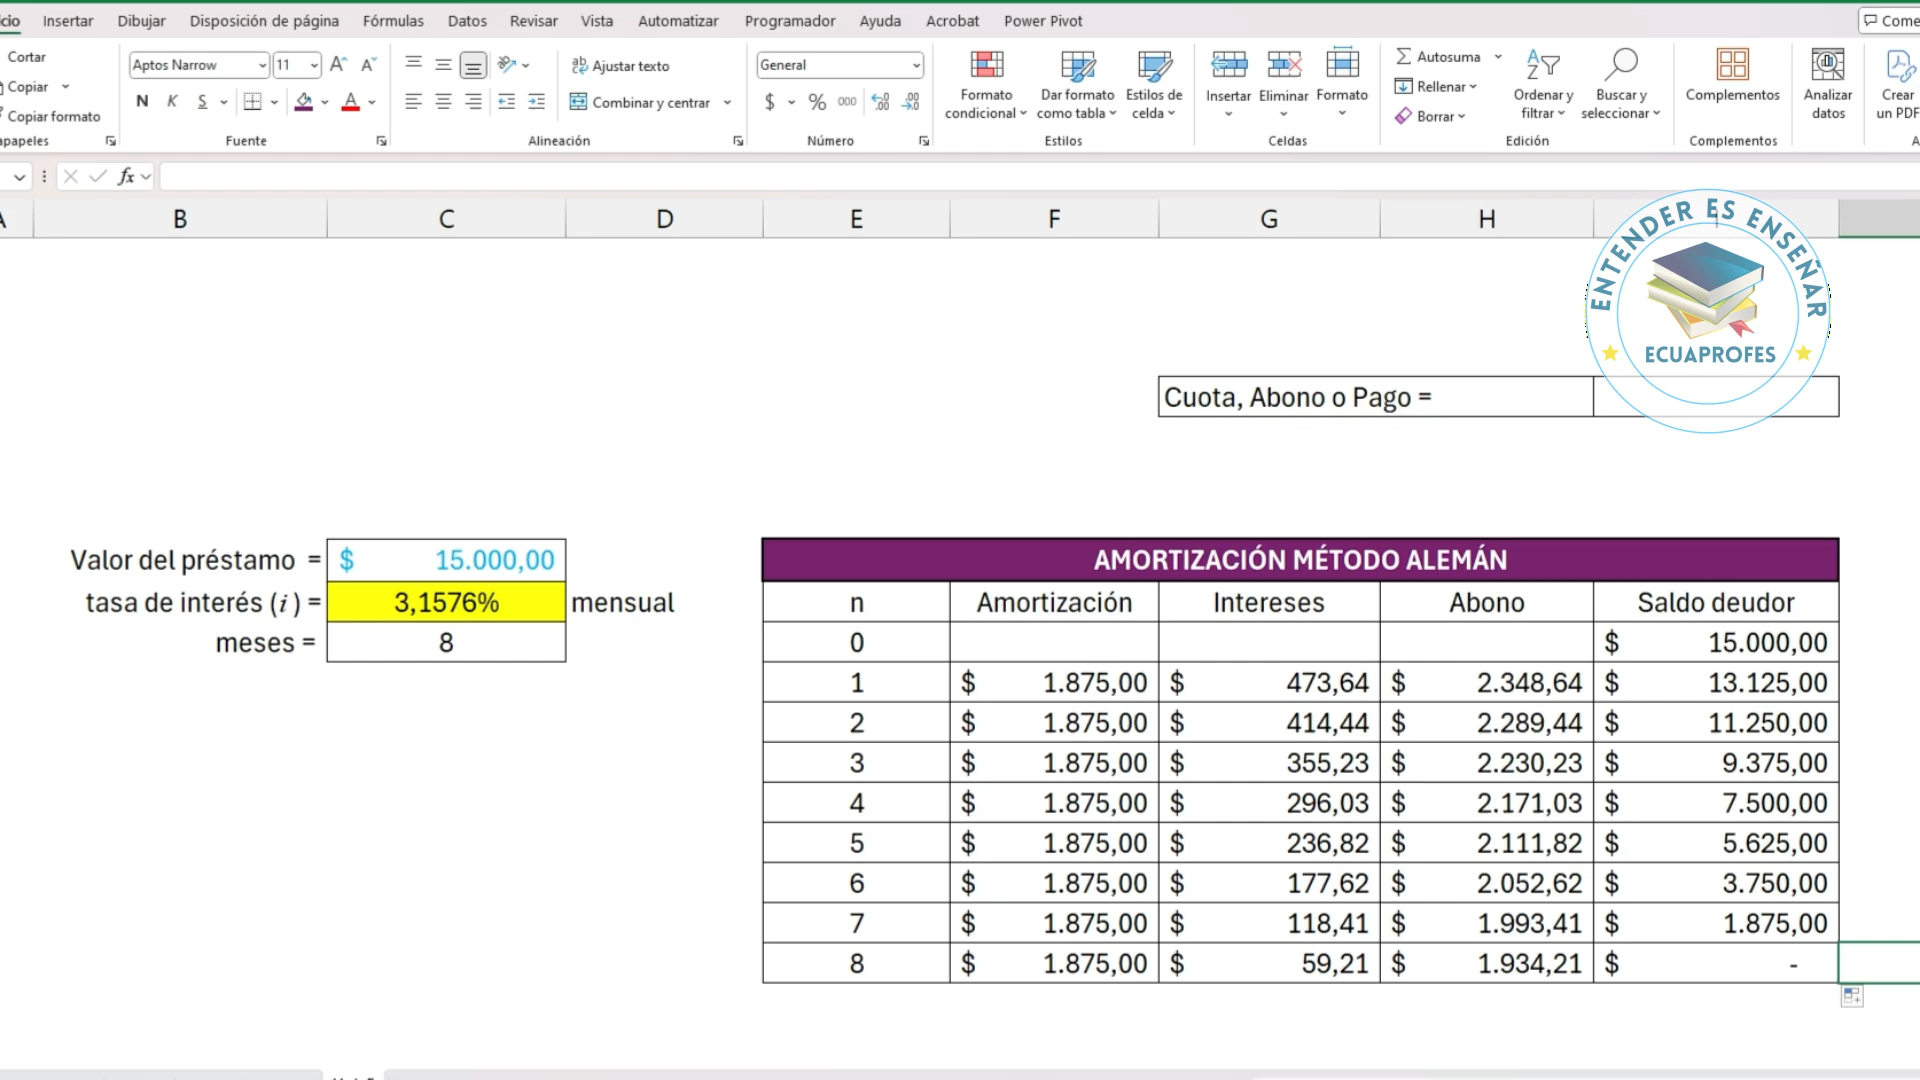 cio Insertar Dibujar Disposición de página Fórmulas Datos Revisar Vista Automatizar Programador Ayuda Acrobat Power Pivot Come
Cortar
Copiar
Copiar formato
apapeles
Aptos Narrow 11
N K S
Fuente
Ajustar texto
Combinar y centrar
Alineación
General
$ % 000
Número
Formato condicional
Dar formato como tabla
Estilos de celda
Estilos
Insertar Eliminar Formato
Celdas
Autosuma
Rellenar
Borrar
Ordenar y filtrar
Buscar y seleccionar
Edición
Complementos
Complementos
Analizar datos
Crear un PDF
fx
A B C D E F G H
ENTENDER ES ENSEÑAR
ECUAPROFES
Cuota, Abono o Pago =
Valor del préstamo = $ 15.000,00
tasa de interés (i) = 3,1576% mensual
meses = 8
AMORTIZACIÓN MÉTODO ALEMÁN
n Amortización Intereses Abono Saldo deudor
0 $ 15.000,00
1 $ 1.875,00 $ 473,64 $ 2.348,64 $ 13.125,00
2 $ 1.875,00 $ 414,44 $ 2.289,44 $ 11.250,00
3 $ 1.875,00 $ 355,23 $ 2.230,23 $ 9.375,00
4 $ 1.875,00 $ 296,03 $ 2.171,03 $ 7.500,00
5 $ 1.875,00 $ 236,82 $ 2.111,82 $ 5.625,00
6 $ 1.875,00 $ 177,62 $ 2.052,62 $ 3.750,00
7 $ 1.875,00 $ 118,41 $ 1.993,41 $ 1.875,00
8 $ 1.875,00 $ 59,21 $ 1.934,21 $ -